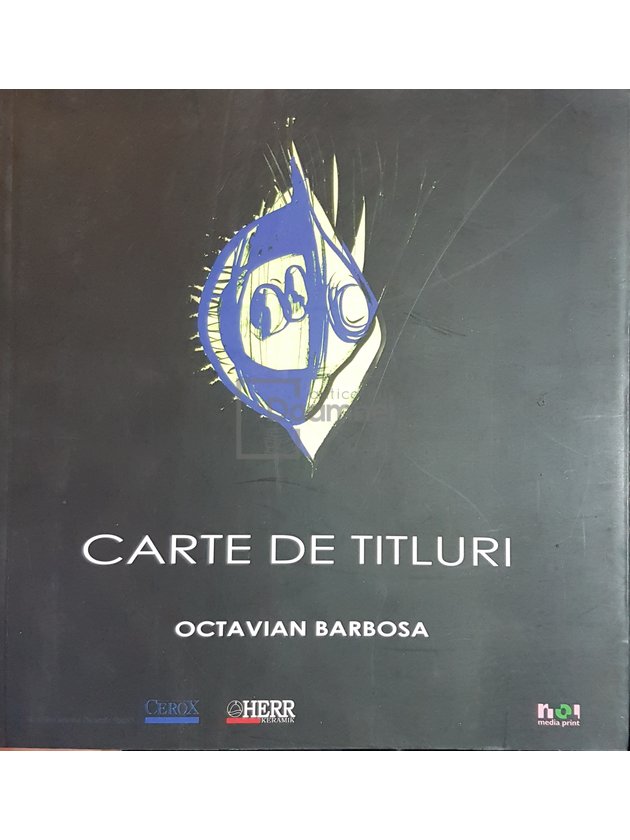 CARTE DE TITLURI
OCTAVIAN BARBOSA
CEROX
HERR
KERAMIK
noi
media print